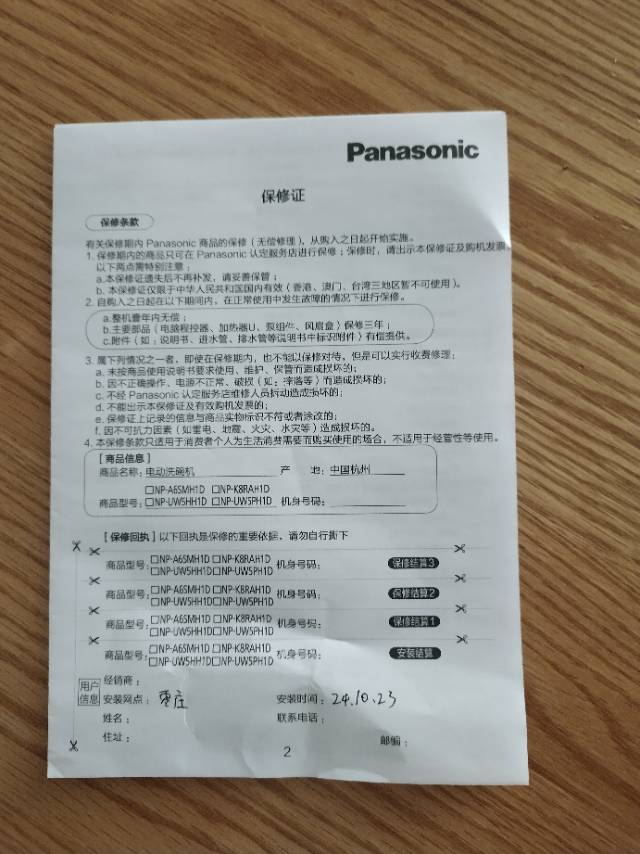 Panasonic
保修证
保修条款
有关保修期内 Panasonic 商品的保修（无偿修理），从购入之日起开始实施。
1. 保修期内的商品只可在 Panasonic 认定服务店进行保修；保修时，请出示本保修证及购机发票。
以下两点需特别注意：
a.本保修证遗失后不再补发，请妥善保管；
b. 本保修证仅限于中华人民共和国国内有效（香港、澳门、台湾三地区暂不可使用）。
2. 自购入之日起在以下期间内，在正常使用中发生故障的情况下进行保修。
a.整机壹年内无偿；
b.主要部品（电脑程控器、加热器U、泵组件、风扇盒）保修三年；
c.附件（如：说明书、进水管、排水管等说明书中标识附件）有偿提供。
3. 属下列情况之一者，即使在保修期内，也不能以保修对待，但是可以实行收费修理：
a. 未按商品使用说明书要求使用、维护、保管而造成损坏的；
b. 因不正确操作、电源不正常、破损（如：摔落等）而造成损坏的；
c. 不经 Panasonic 认定服务店维修人员拆动造成损坏的；
d. 不能出示本保修证及有效购机发票的；
e. 保修证上记录的信息与商品实物标识不符或者涂改的；
f. 因不可抗力因素（如雷电、地震、火灾、水灾等）造成损坏的。
4. 本保修条款只适用于消费者个人为生活消费需要而购买使用的场合，不适用于经营性等使用。
[ 商品信息 ]
商品名称：电动洗碗机 产 地：中国杭州
□NP-A6SMH1D □NP-K8RAH1D
商品型号：□NP-UW5HH1D □NP-UW5PH1D 机身号码：
[ 保修回执 ] 以下回执是保修的重要依据，请勿自行撕下
商品型号：□NP-A6SMH1D □NP-K8RAH1D 机身号码： 保修结算3
□NP-UW5HH1D □NP-UW5PH1D
商品型号：□NP-A6SMH1D □NP-K8RAH1D 机身号码： 保修结算2
□NP-UW5HH1D □NP-UW5PH1D
商品型号：□NP-A6SMH1D □NP-K8RAH1D 机身号码： 保修结算1
□NP-UW5HH1D □NP-UW5PH1D
商品型号：□NP-A6SMH1D □NP-K8RAH1D 机身号码： 安装结算
□NP-UW5HH1D □NP-UW5PH1D
用户信息
经销商：
安装网点：枣庄 安装时间：24.10.23
姓名： 联系电话：
住址： 邮编：
2